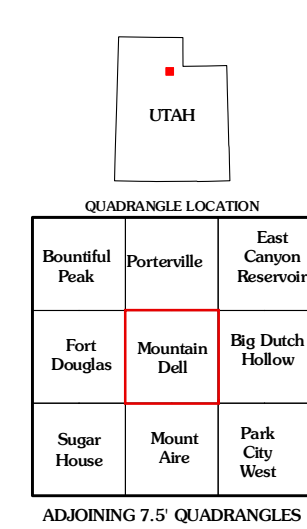 UTAH
QUADRANGLE LOCATION
Bountiful
Peak
Porterville
East
Canyon
Reservoir
Fort
Douglas
Mountain
Dell
Big Dutch
Hollow
Sugar
House
Mount
Aire
Park
City
West
ADJOINING 7.5' QUADRANGLES